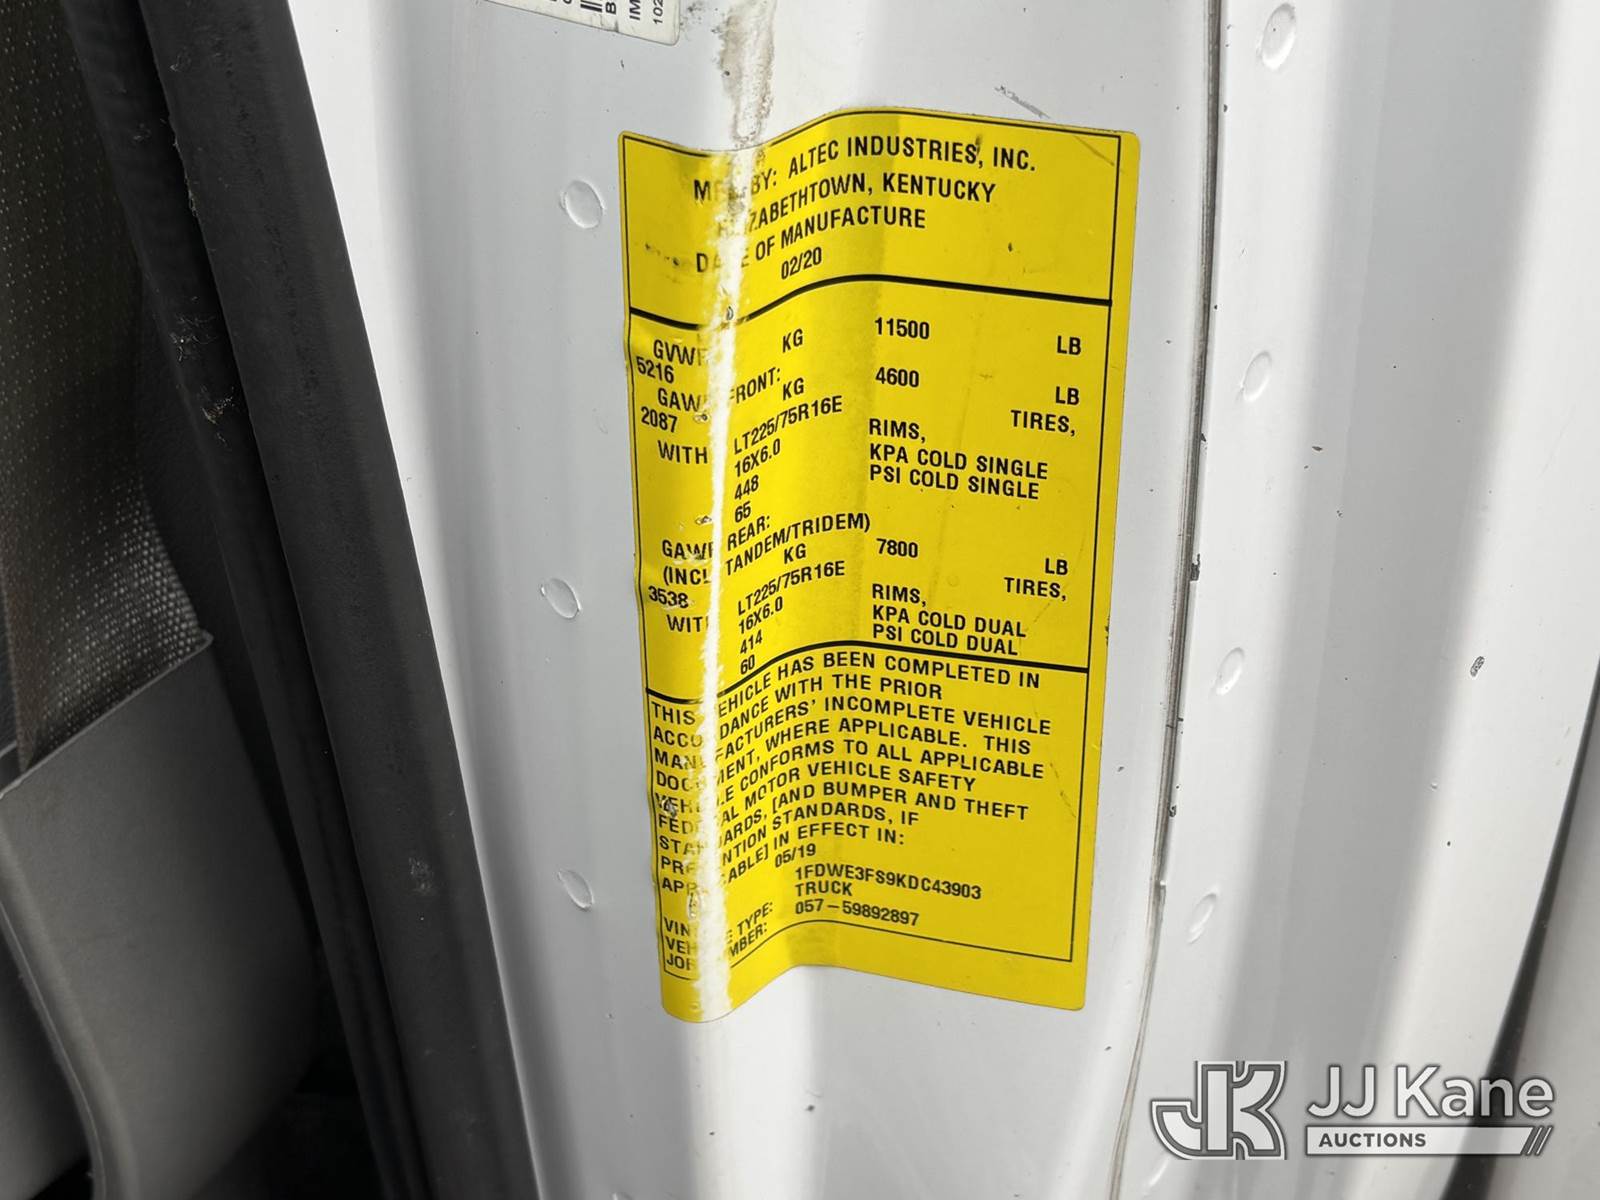 ALTEC INDUSTRIES, INC.
KENTUCKY
OF MANUFACTURE
02/20
KG 11500 LB
5216
FRONT: 4600 LB
KG
2087
WITH LT225/75R16E TIRES,
16X6.0 RIMS,
448 KPA COLD SINGLE
65 PSI COLD SINGLE
REAR:
TANDEM/TRIDEM)
KG 7800 LB
3538
LT225/75R16E TIRES,
16X6.0 RIMS,
414 KPA COLD DUAL
60 PSI COLD DUAL
THIS VEHICLE HAS BEEN COMPLETED IN
WITH THE PRIOR
INCOMPLETE VEHICLE
WHERE APPLICABLE. THIS
CONFORMS TO ALL APPLICABLE
MOTOR VEHICLE SAFETY
[AND BUMPER AND THEFT
STANDARDS, IF
IN EFFECT IN:
05/19
1FDWE3FS9KDC43903
TYPE: TRUCK
057-59892897
JJ Kane
AUCTIONS